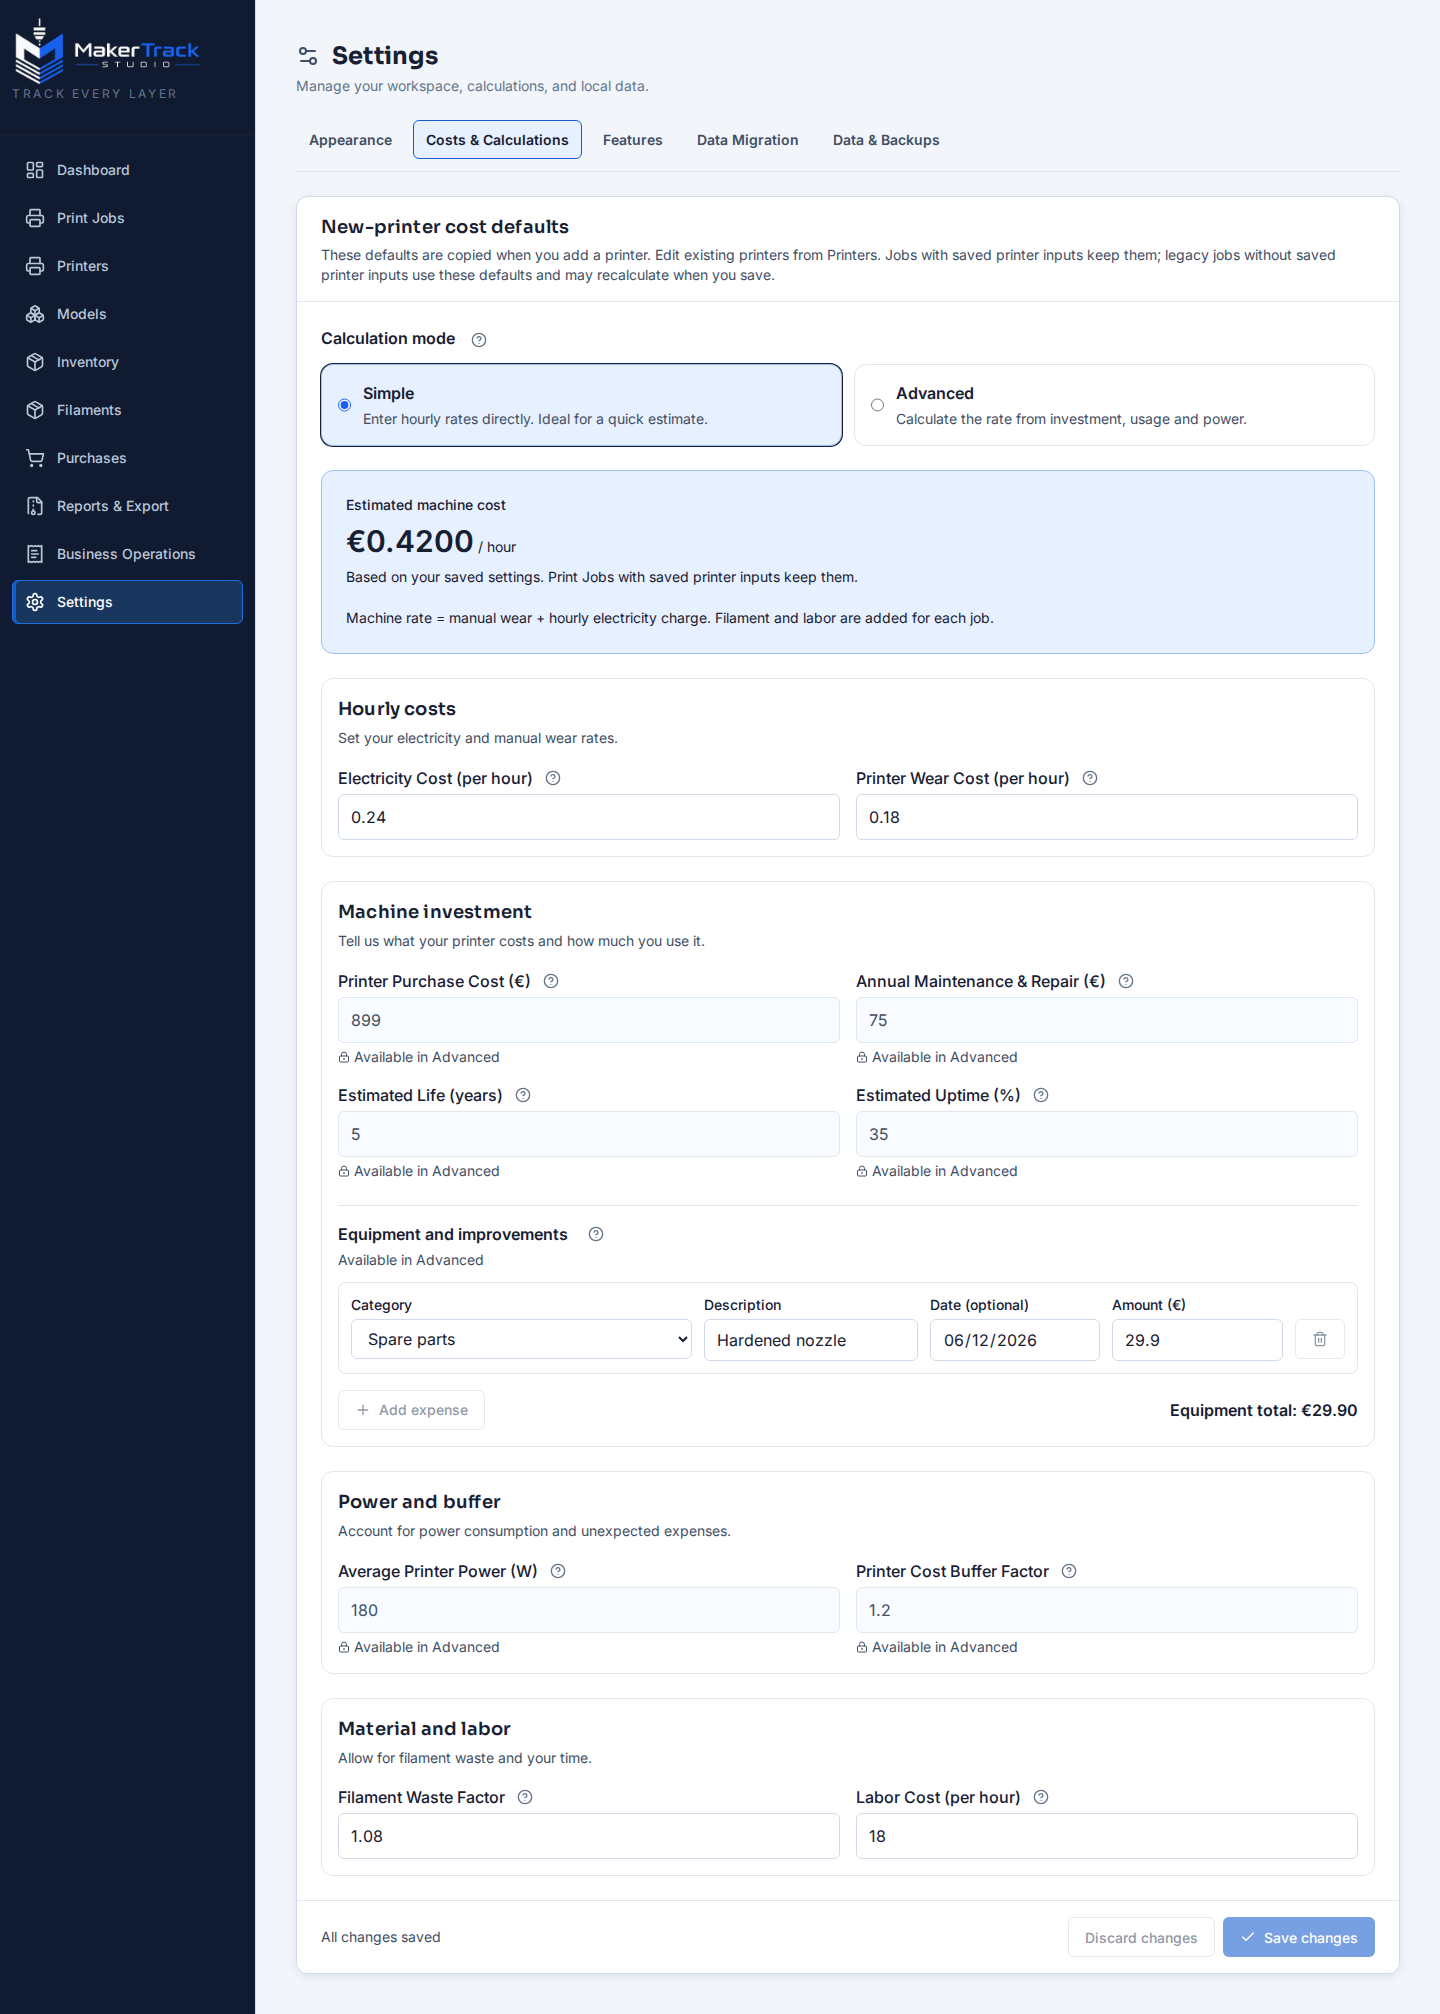 MakerTrack
STUDIO
TRACK EVERY LAYER
Dashboard
Print Jobs
Printers
Models
Inventory
Filaments
Purchases
Reports & Export
Business Operations
Settings
Settings
Manage your workspace, calculations, and local data.
Appearance
Costs & Calculations
Features
Data Migration
Data & Backups
New-printer cost defaults
These defaults are copied when you add a printer. Edit existing printers from Printers. Jobs with saved printer inputs keep them; legacy jobs without saved
printer inputs use these defaults and may recalculate when you save.
Calculation mode
Simple
Enter hourly rates directly. Ideal for a quick estimate.
Advanced
Calculate the rate from investment, usage and power.
Estimated machine cost
€0.4200 / hour
Based on your saved settings. Print Jobs with saved printer inputs keep them.
Machine rate = manual wear + hourly electricity charge. Filament and labor are added for each job.
Hourly costs
Set your electricity and manual wear rates.
Electricity Cost (per hour)
Printer Wear Cost (per hour)
0.24
0.18
Machine investment
Tell us what your printer costs and how much you use it.
Printer Purchase Cost (€)
Annual Maintenance & Repair (€)
899
75
Available in Advanced
Available in Advanced
Estimated Life (years)
Estimated Uptime (%)
5
35
Available in Advanced
Available in Advanced
Equipment and improvements
Available in Advanced
Category
Description
Date (optional)
Amount (€)
Spare parts
Hardened nozzle
06/12/2026
29.9
Add expense
Equipment total: €29.90
Power and buffer
Account for power consumption and unexpected expenses.
Average Printer Power (W)
Printer Cost Buffer Factor
180
1.2
Available in Advanced
Available in Advanced
Material and labor
Allow for filament waste and your time.
Filament Waste Factor
Labor Cost (per hour)
1.08
18
All changes saved
Discard changes
Save changes